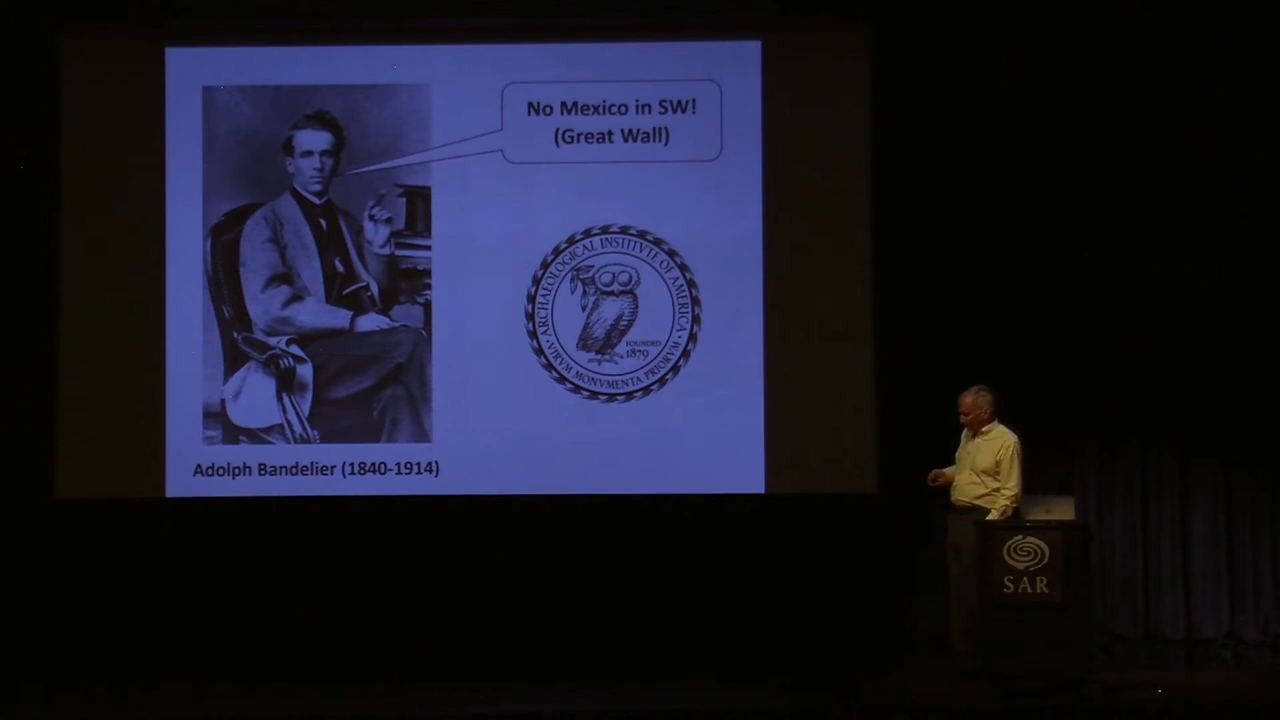 No Mexico in SW!
(Great Wall)
ARCHAEOLOGICAL INSTITVTE OF AMERICA
FOUNDED
1879
VIRVM MONVMENTA PRIORVM
Adolph Bandelier (1840-1914)
SAR